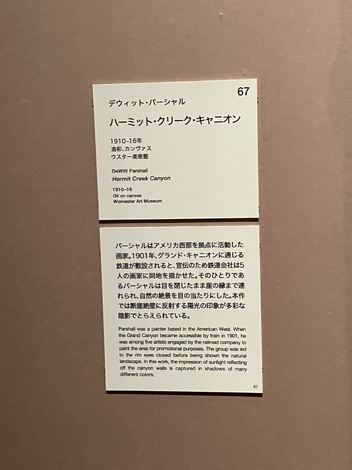 67
デウィット・パーシャル
ハーミット・クリーク・キャニオン
1910-16年
油彩、カンヴァス
ウスター美術館
DeWitt Parshall
Hermit Creek Canyon
1910–16
Oil on canvas
Worcester Art Museum
パーシャルはアメリカ西部を拠点に活動した
画家。1901年、グランド・キャニオンに通じる
鉄道が敷設されると、宣伝のため鉄道会社は5
人の画家に同地を描かせた。そのひとりであ
るパーシャルは目を閉じたまま崖の縁まで連
れられ、自然の絶景を目の当たりにした。本作
では断崖絶壁に反射する陽光の印象が多彩な
陰影でとらえられている。
Parshall was a painter based in the American West. When
the Grand Canyon became accessible by train in 1901, he
was among five artists engaged by the railroad company to
paint the area for promotional purposes. The group was led
to the rim eyes closed before being shown the natural
landscape. In this work, the impression of sunlight reflecting
off the canyon walls is captured in shadows of many
different colors.
67